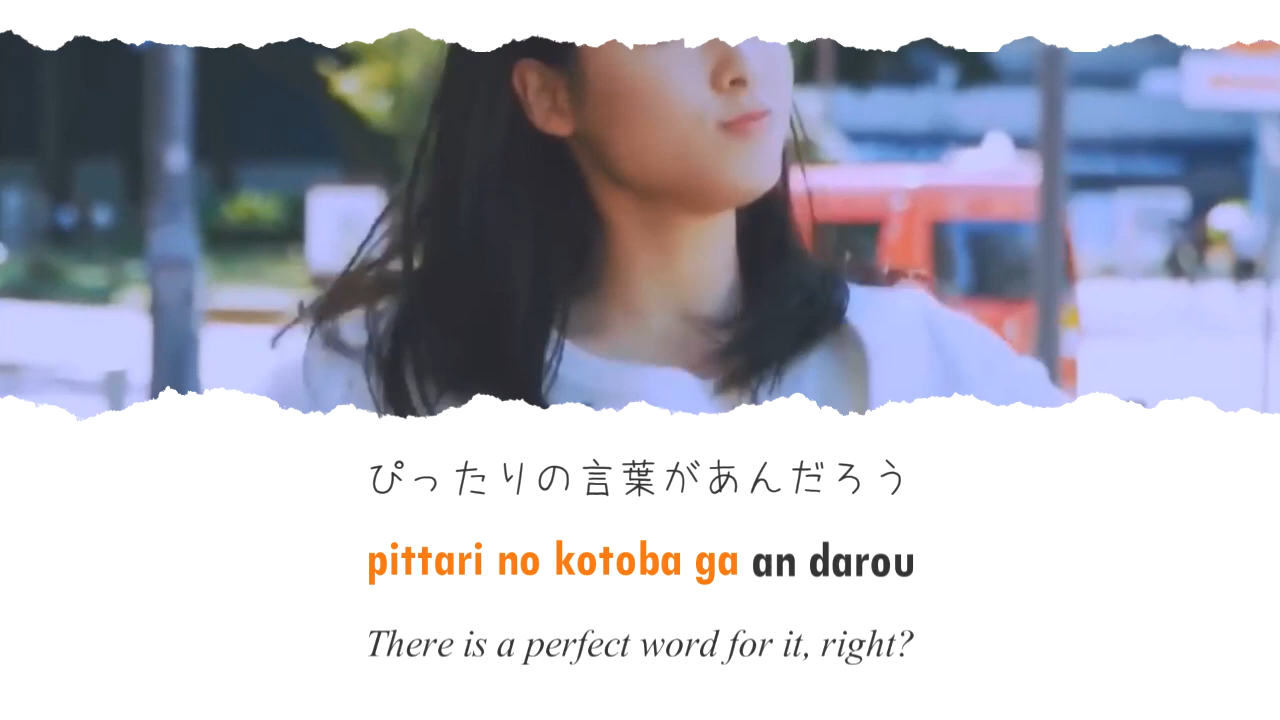 ぴったりの言葉があんだろう
pittari no kotoba ga an darou
There is a perfect word for it, right?